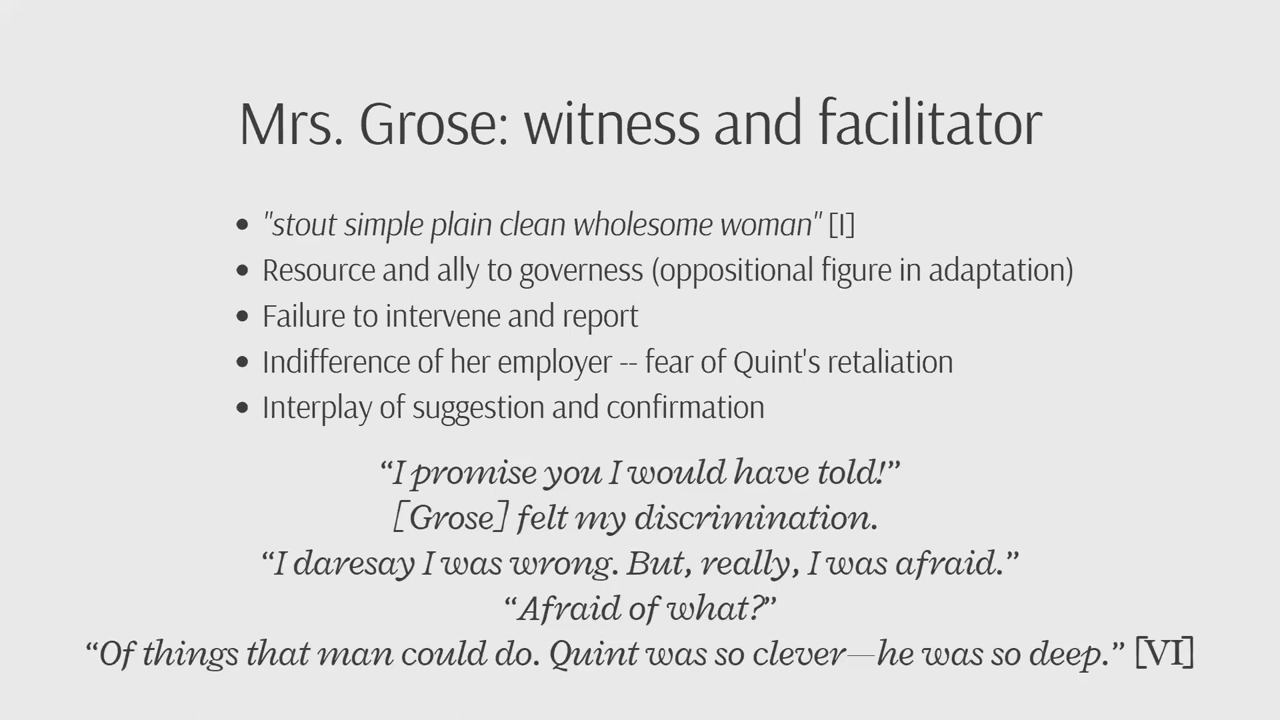 Mrs. Grose: witness and facilitator
• "stout simple plain clean wholesome woman" [I]
• Resource and ally to governess (oppositional figure in adaptation)
• Failure to intervene and report
• Indifference of her employer -- fear of Quint's retaliation
• Interplay of suggestion and confirmation
“I promise you I would have told!”
[Grose] felt my discrimination.
“I daresay I was wrong. But, really, I was afraid.”
“Afraid of what?”
“Of things that man could do. Quint was so clever—he was so deep.” [VI]